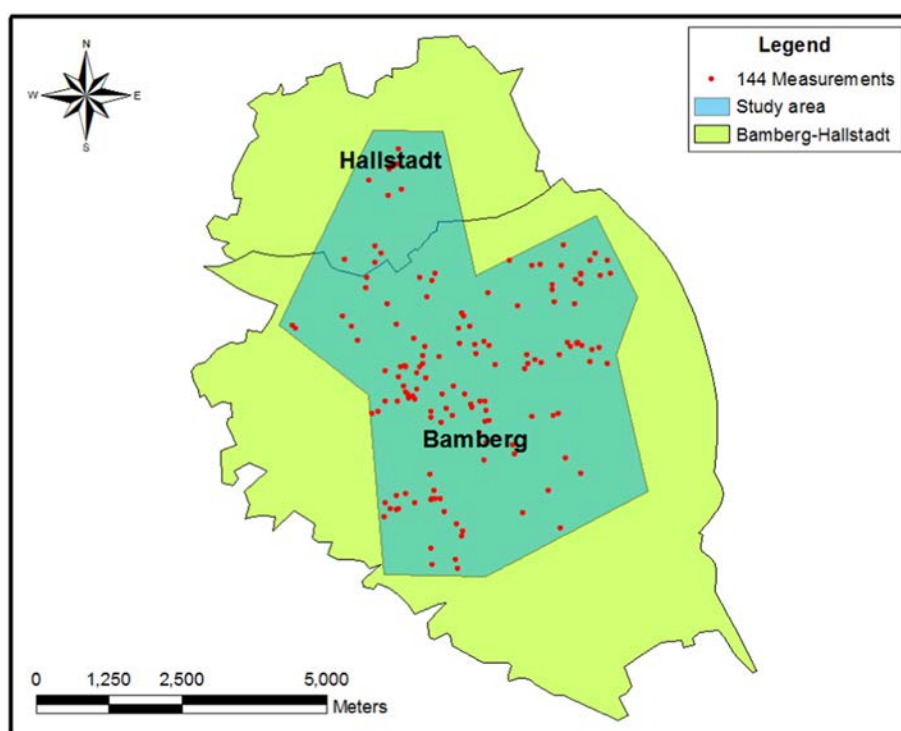 N
W E
S
Legend
144 Measurements
Study area
Bamberg-Hallstadt
Hallstadt
Bamberg
0 1,250 2,500 5,000
Meters